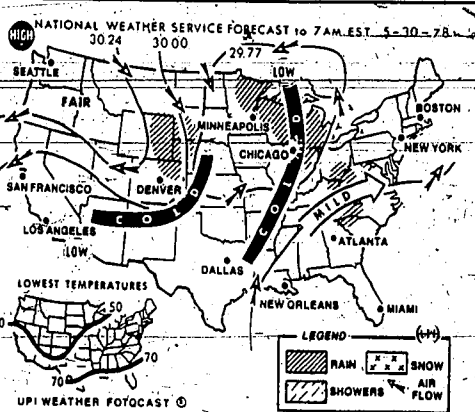 HIGH
NATIONAL WEATHER SERVICE FORECAST to 7AM EST 5-30-78
30.24 30.00
29.77
LOW
SEATTLE
FAIR
MINNEAPOLIS
BOSTON
NEW YORK
CHICAGO
COLD
SAN FRANCISCO
DENVER
COLD
MILD
LOS ANGELES
ATLANTA
LOW
DALLAS
NEW ORLEANS
MIAMI
LOWEST TEMPERATURES
50
70
70
LEGEND
RAIN
SNOW
SHOWERS
AIR
FLOW
UPI WEATHER FOTOCAST